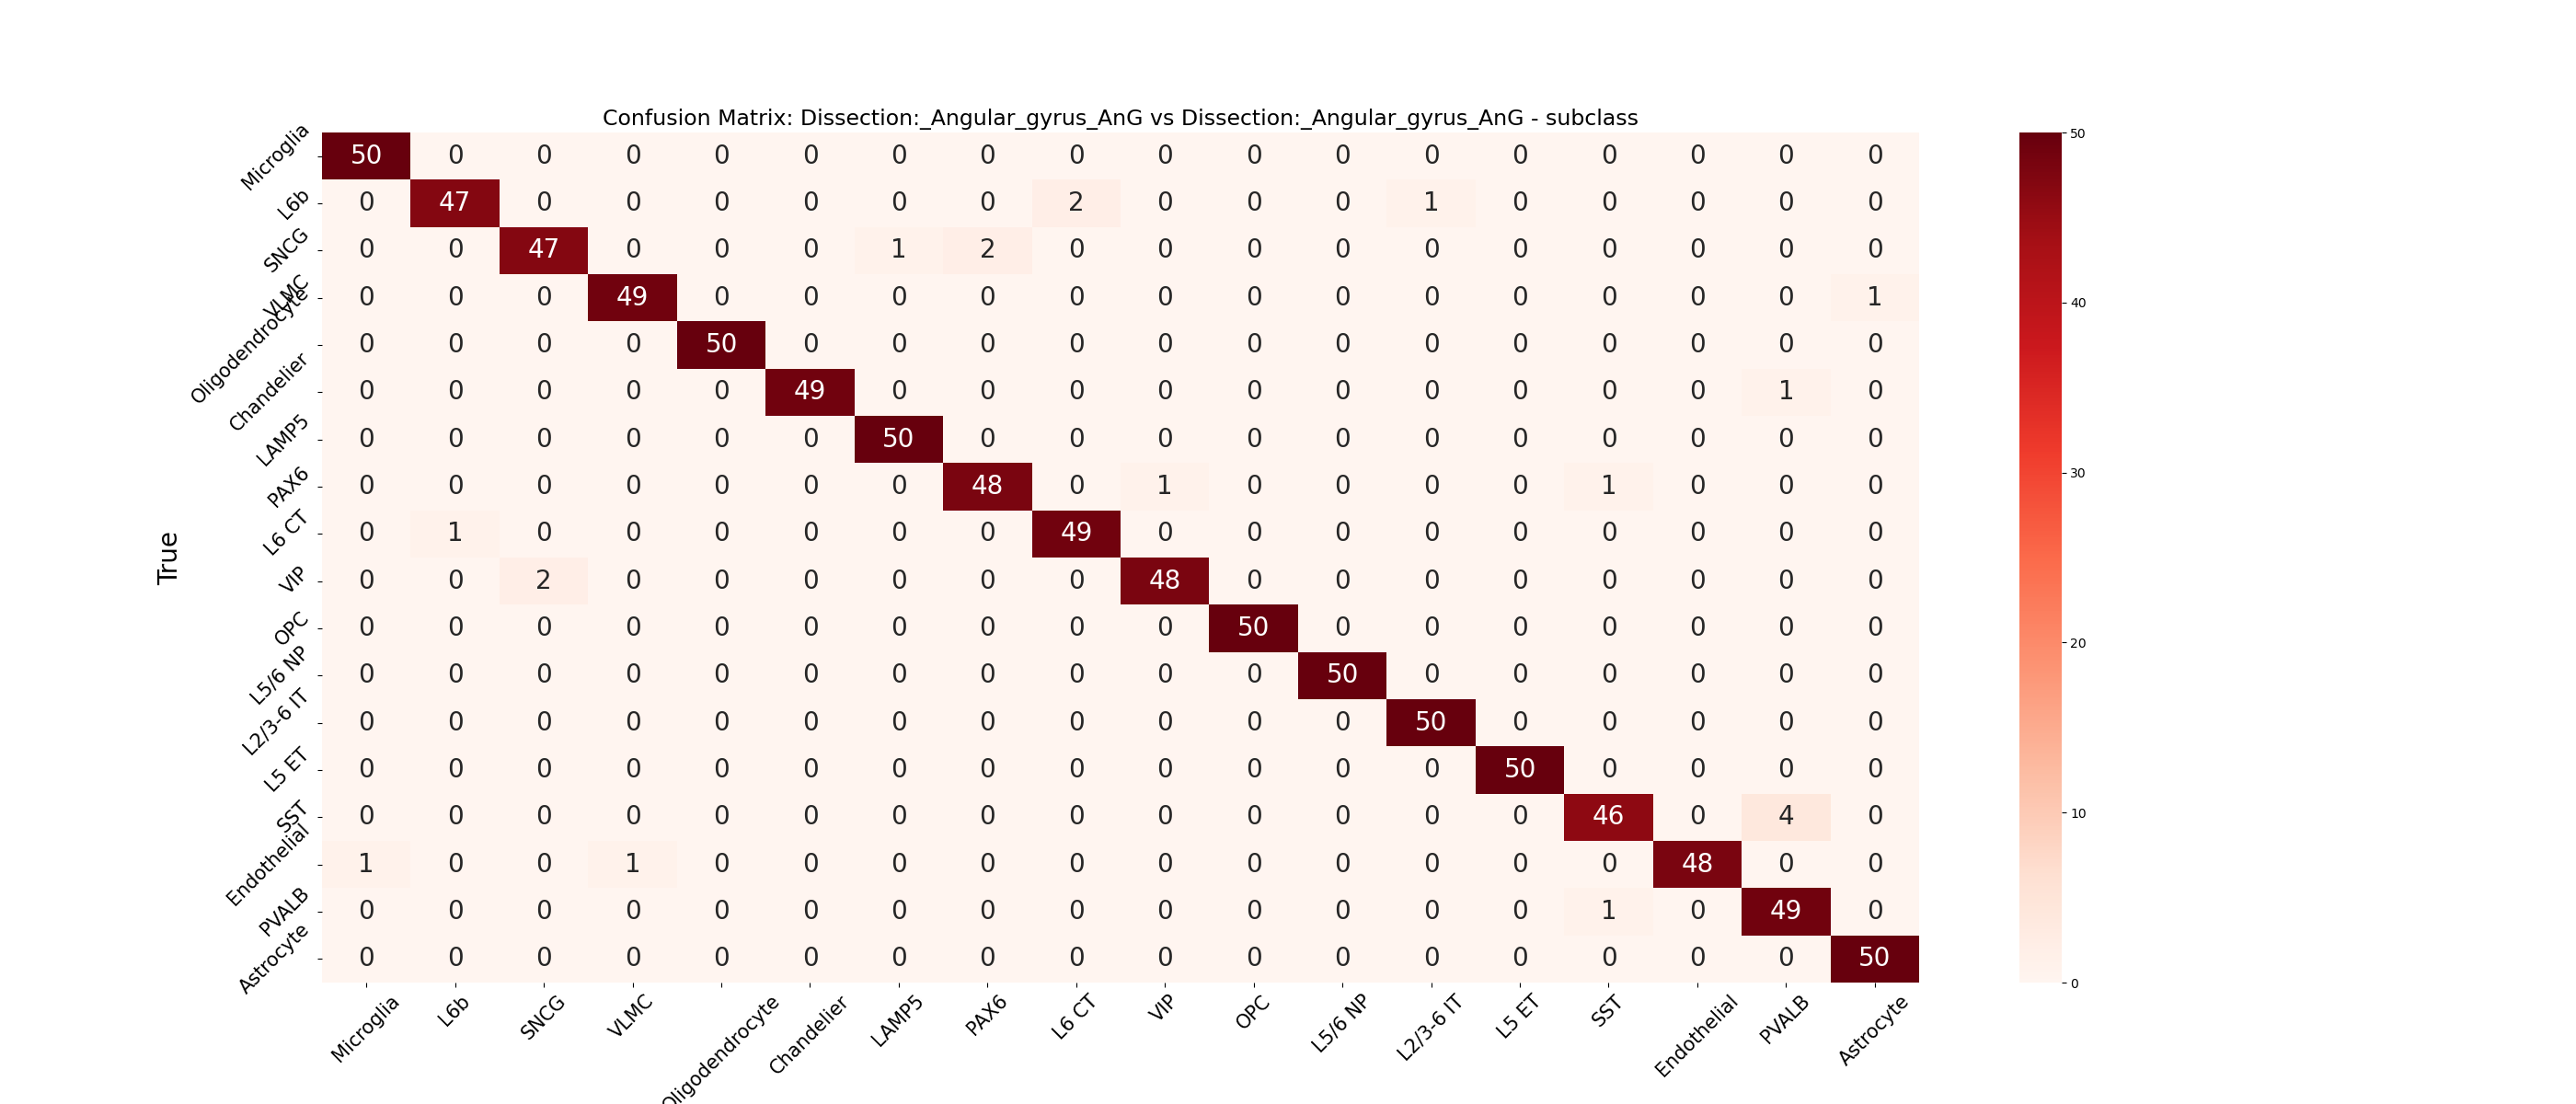 Confusion Matrix: Dissection:_Angular_gyrus_AnG vs Dissection:_Angular_gyrus_AnG - subclass
True
Microglia 50 0 0 0 0 0 0 0 0 0 0 0 0 0 0 0 0 0
L6b 0 47 0 0 0 0 0 0 2 0 0 0 1 0 0 0 0 0
SNCG 0 0 47 0 0 0 1 2 0 0 0 0 0 0 0 0 0 0
VLMC 0 0 0 49 0 0 0 0 0 0 0 0 0 0 0 0 0 1
Oligodendrocyte 0 0 0 0 50 0 0 0 0 0 0 0 0 0 0 0 0 0
Chandelier 0 0 0 0 0 49 0 0 0 0 0 0 0 0 0 0 1 0
LAMP5 0 0 0 0 0 0 50 0 0 0 0 0 0 0 0 0 0 0
PAX6 0 0 0 0 0 0 0 48 0 1 0 0 0 0 1 0 0 0
L6 CT 0 1 0 0 0 0 0 0 49 0 0 0 0 0 0 0 0 0
VIP 0 0 2 0 0 0 0 0 0 48 0 0 0 0 0 0 0 0
OPC 0 0 0 0 0 0 0 0 0 0 50 0 0 0 0 0 0 0
L5/6 NP 0 0 0 0 0 0 0 0 0 0 0 50 0 0 0 0 0 0
L2/3-6 IT 0 0 0 0 0 0 0 0 0 0 0 0 50 0 0 0 0 0
L5 ET 0 0 0 0 0 0 0 0 0 0 0 0 0 50 0 0 0 0
SST 0 0 0 0 0 0 0 0 0 0 0 0 0 0 46 0 4 0
Endothelial 1 0 0 1 0 0 0 0 0 0 0 0 0 0 0 48 0 0
PVALB 0 0 0 0 0 0 0 0 0 0 0 0 0 0 1 0 49 0
Astrocyte 0 0 0 0 0 0 0 0 0 0 0 0 0 0 0 0 0 50
Microglia L6b SNCG VLMC Oligodendrocyte Chandelier LAMP5 PAX6 L6 CT VIP OPC L5/6 NP L2/3-6 IT L5 ET SST Endothelial PVALB Astrocyte
50
40
30
20
10
0